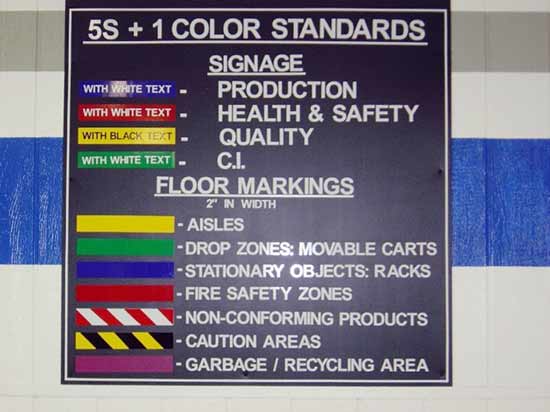 5S + 1 COLOR STANDARDS
SIGNAGE
WITH WHITE TEXT - PRODUCTION
WITH WHITE TEXT - HEALTH & SAFETY
WITH BLACK TEXT - QUALITY
WITH WHITE TEXT - C.I.
FLOOR MARKINGS
2" IN WIDTH
- AISLES
- DROP ZONES: MOVABLE CARTS
- STATIONARY OBJECTS: RACKS
- FIRE SAFETY ZONES
- NON-CONFORMING PRODUCTS
- CAUTION AREAS
- GARBAGE / RECYCLING AREA